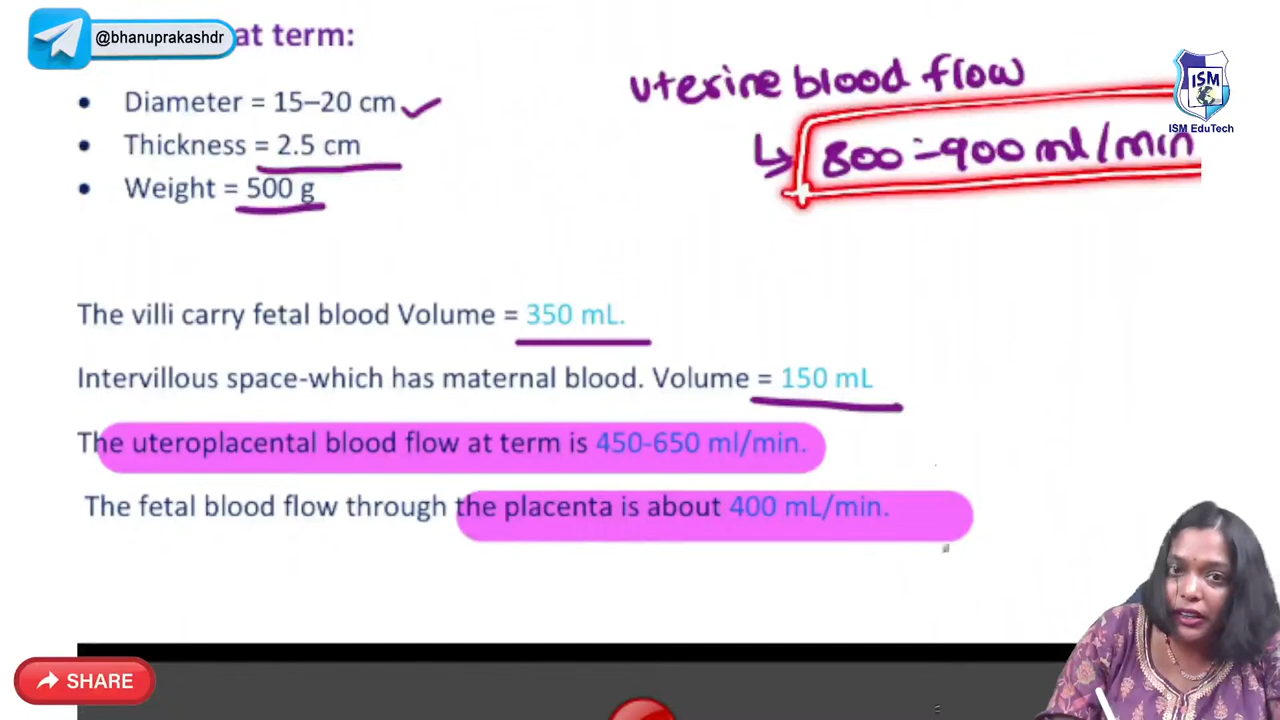 @bhanuprakashdr
at term:
• Diameter = 15–20 cm
• Thickness = 2.5 cm
• Weight = 500 g
uterine blood flow
↳ 800-900 ml/min
ISM
ISM EduTech
The villi carry fetal blood Volume = 350 mL.
Intervillous space-which has maternal blood. Volume = 150 mL
The uteroplacental blood flow at term is 450-650 ml/min.
The fetal blood flow through the placenta is about 400 mL/min.
SHARE